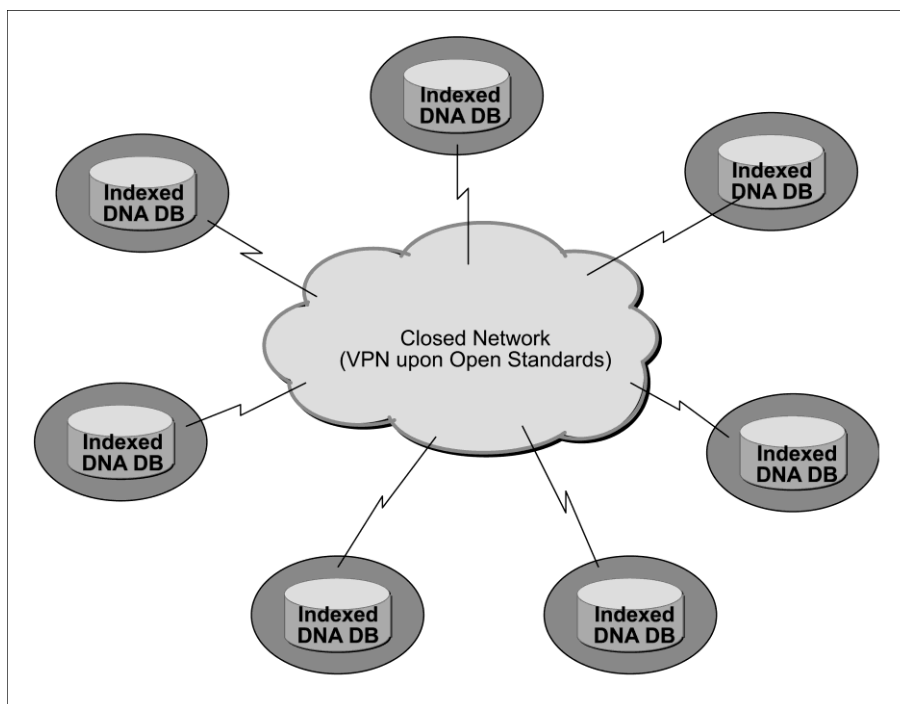 Indexed
DNA DB
Indexed
DNA DB
Indexed
DNA DB
Closed Network
(VPN upon Open Standards)
Indexed
DNA DB
Indexed
DNA DB
Indexed
DNA DB
Indexed
DNA DB